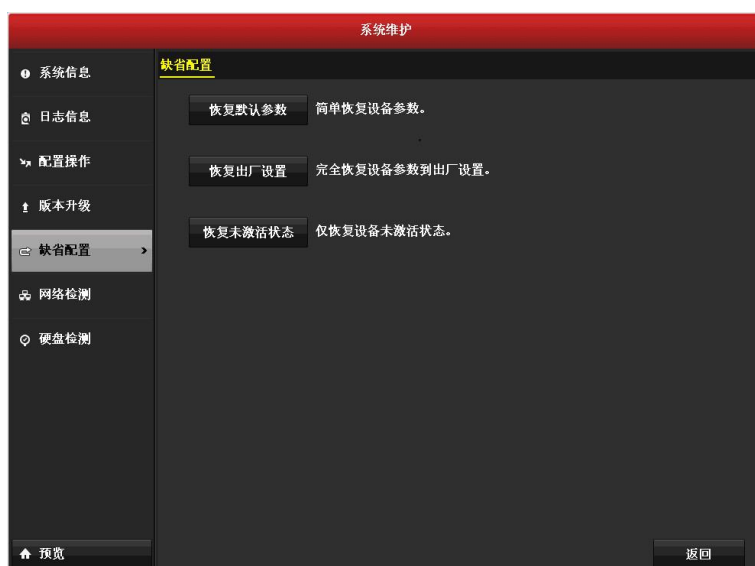 系统维护
系统信息
日志信息
配置操作
版本升级
缺省配置
网络检测
硬盘检测
预览
缺省配置
恢复默认参数 简单恢复设备参数。
恢复出厂设置 完全恢复设备参数到出厂设置。
恢复未激活状态 仅恢复设备未激活状态。
返回